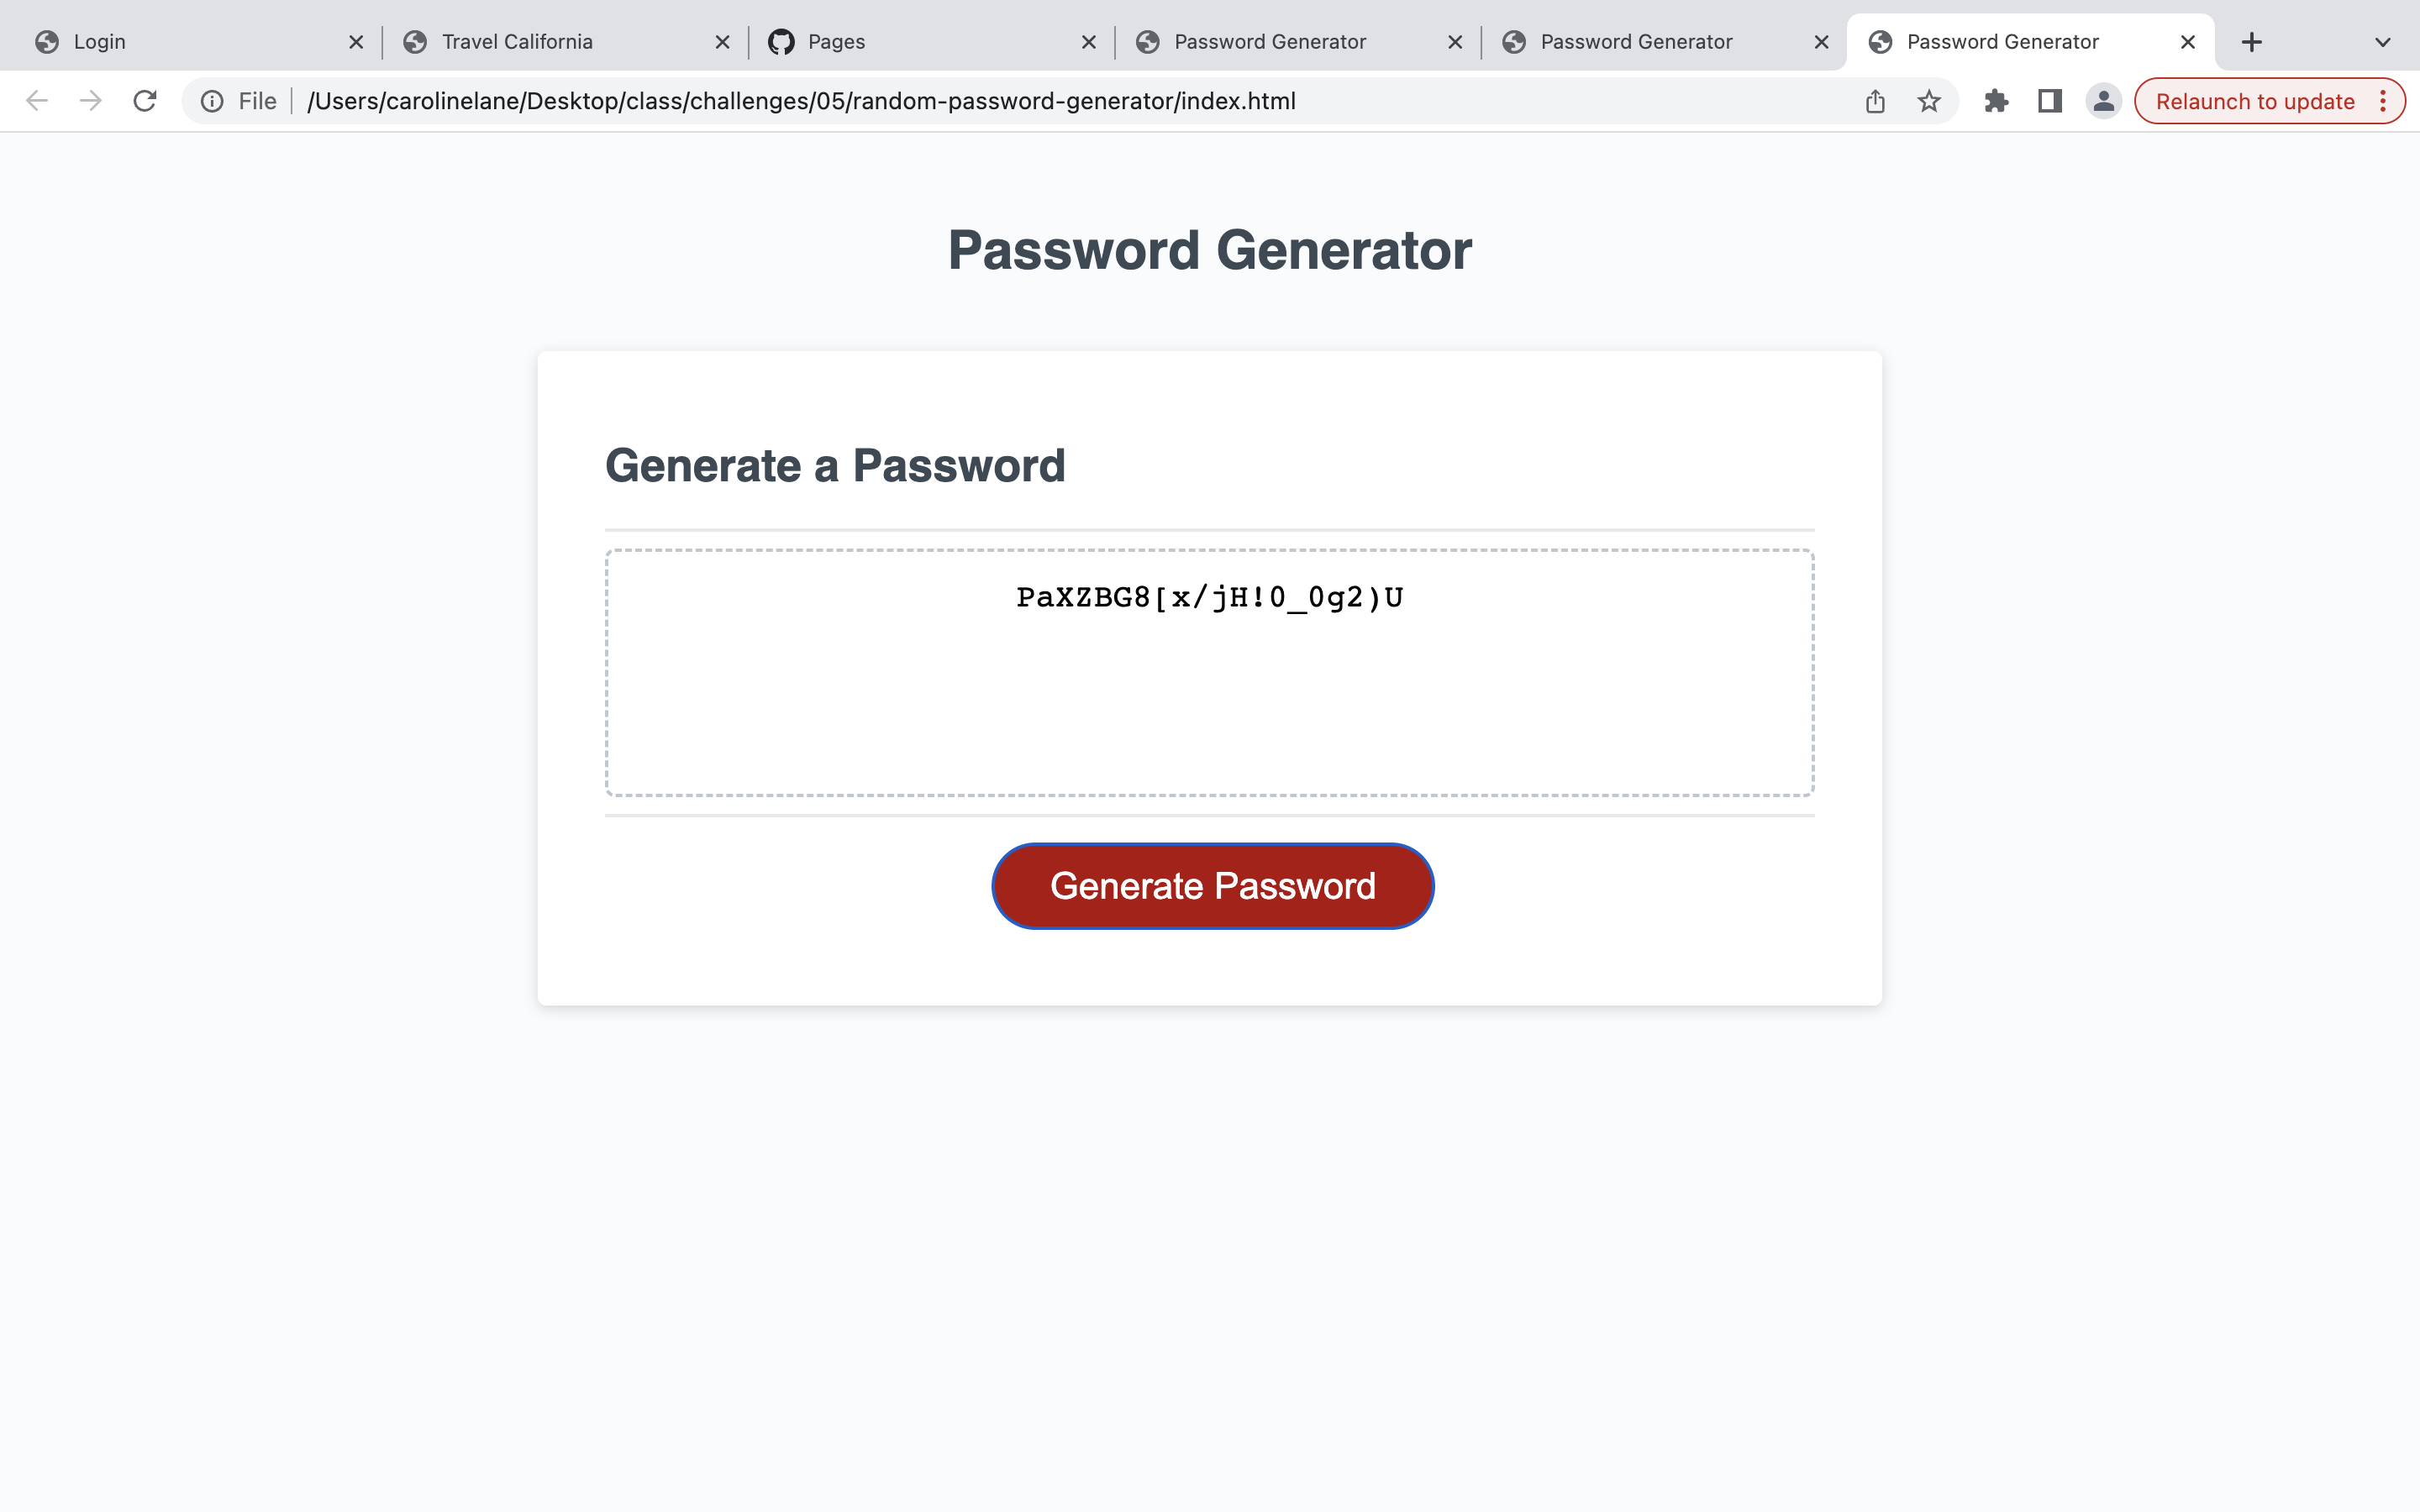 Login
Travel California
Pages
Password Generator
Password Generator
Password Generator
File
/Users/carolinelane/Desktop/class/challenges/05/random-password-generator/index.html
Relaunch to update
Password Generator
Generate a Password
PaXZBG8[x/jH!0_0g2)U
Generate Password